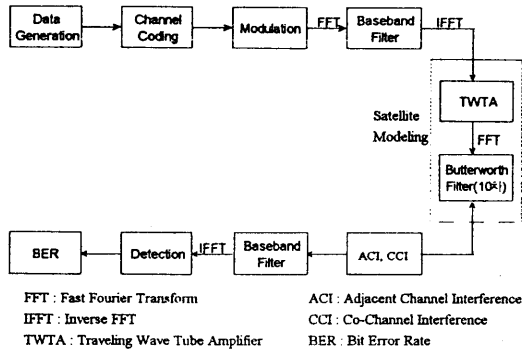 Data
Generation
Channel
Coding
Modulation
FFT
Baseband
Filter
IFFT
Satellite
Modeling
TWTA
FFT
Butterworth
Filter(10차)
BER
Detection
IFFT
Baseband
Filter
ACI, CCI
FFT : Fast Fourier Transform
IFFT : Inverse FFT
TWTA : Traveling Wave Tube Amplifier
ACI : Adjacent Channel Interference
CCI : Co-Channel Interference
BER : Bit Error Rate